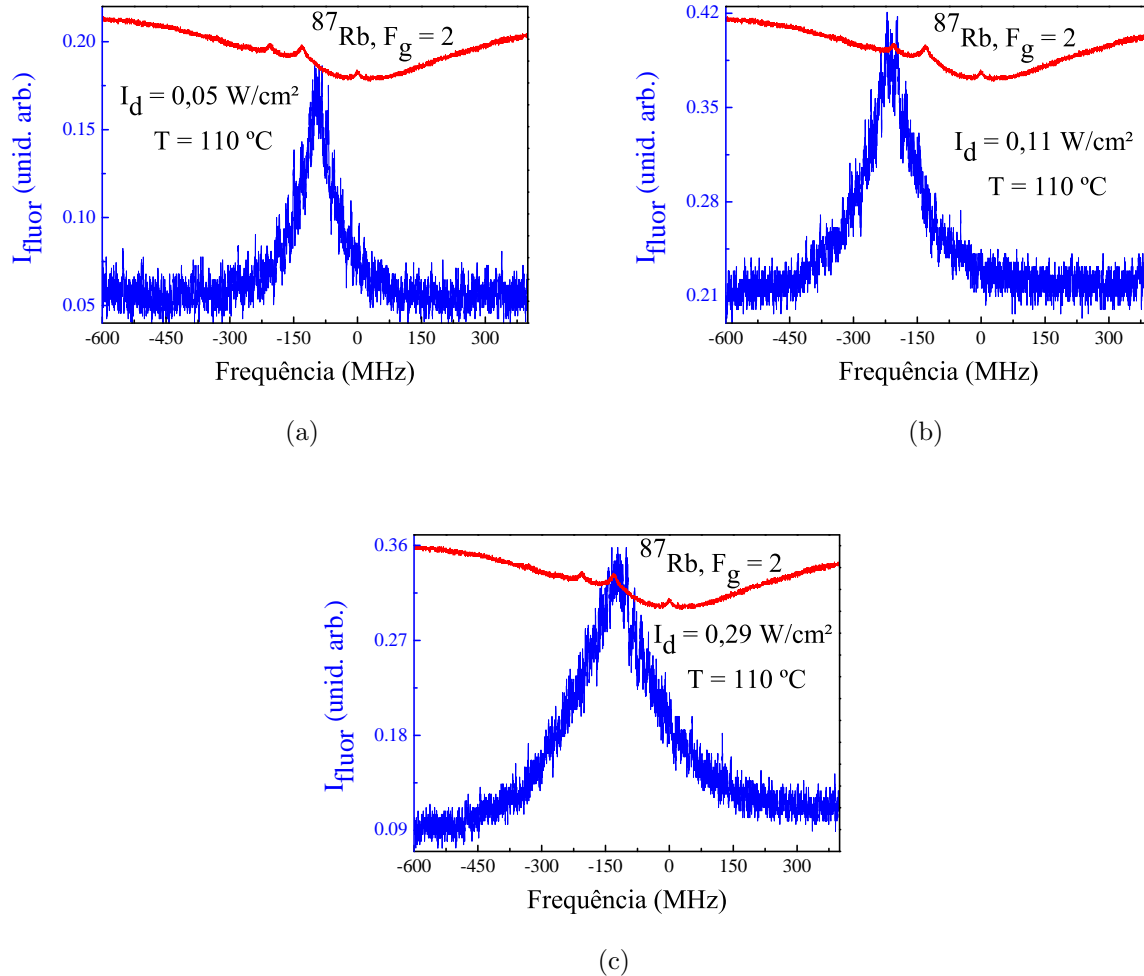 ⁸⁷Rb, F_g = 2
I_d = 0,05 W/cm²
T = 110 ºC
I_fluor (unid. arb.)
0.20
0.15
0.10
0.05
-600 -450 -300 -150 0 150 300
Frequência (MHz)
(a)
⁸⁷Rb, F_g = 2
I_d = 0,11 W/cm²
T = 110 ºC
I_fluor (unid. arb.)
0.42
0.35
0.28
0.21
-600 -450 -300 -150 0 150 300
Frequência (MHz)
(b)
⁸⁷Rb, F_g = 2
I_d = 0,29 W/cm²
T = 110 ºC
I_fluor (unid. arb.)
0.36
0.27
0.18
0.09
-600 -450 -300 -150 0 150 300
Frequência (MHz)
(c)